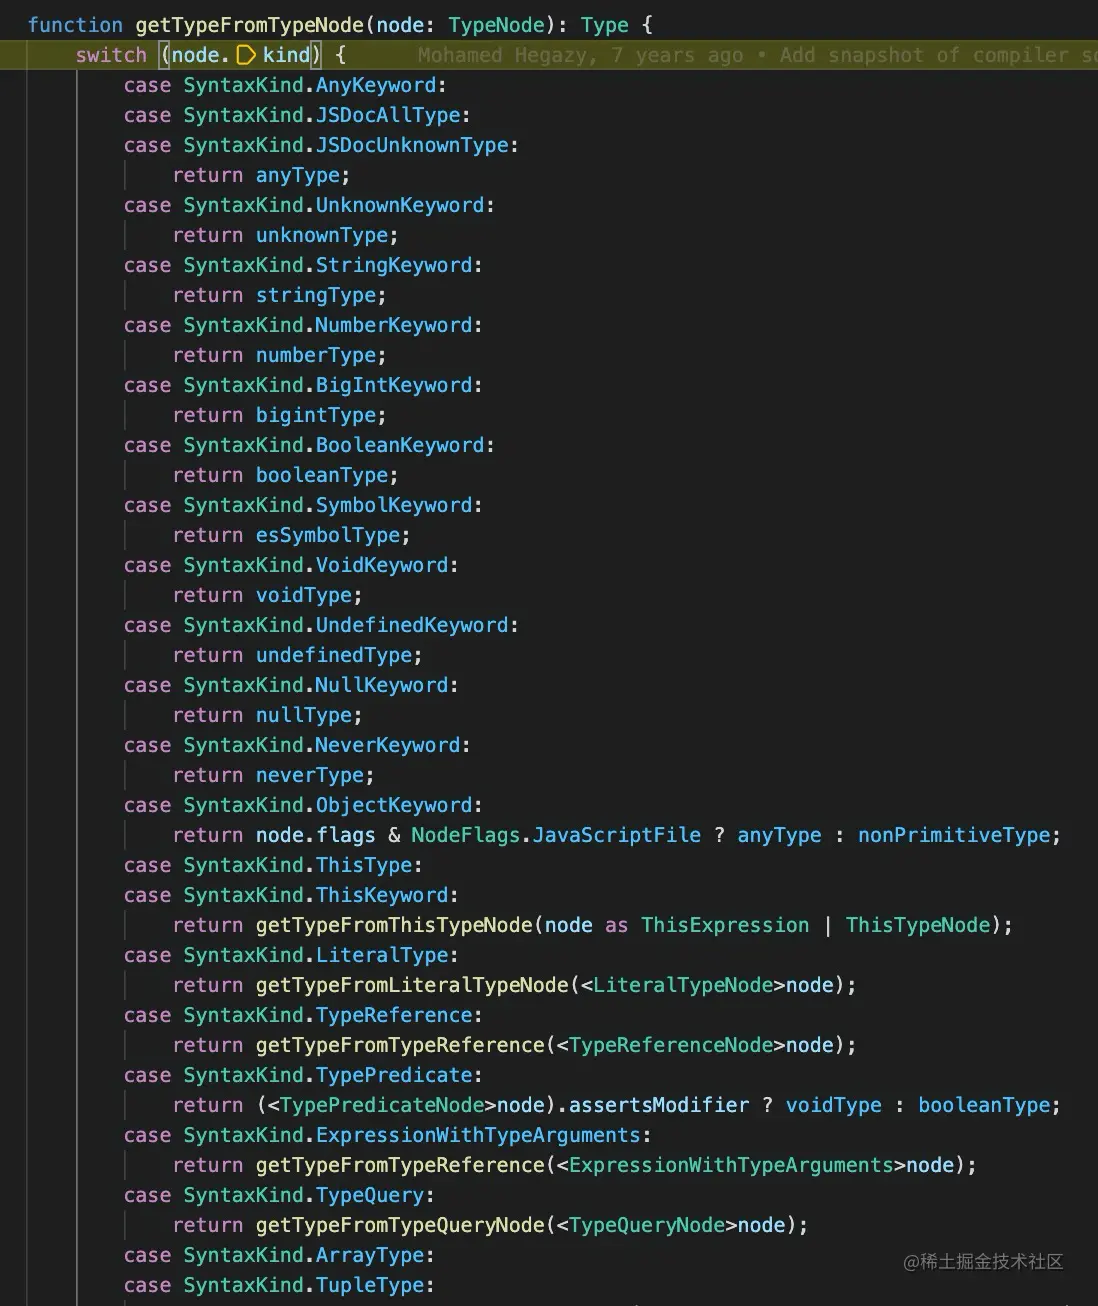 function getTypeFromTypeNode(node: TypeNode): Type {
switch (node.kind) { Mohamed Hegazy, 7 years ago • Add snapshot of compiler
case SyntaxKind.AnyKeyword:
case SyntaxKind.JSDocAllType:
case SyntaxKind.JSDocUnknownType:
return anyType;
case SyntaxKind.UnknownKeyword:
return unknownType;
case SyntaxKind.StringKeyword:
return stringType;
case SyntaxKind.NumberKeyword:
return numberType;
case SyntaxKind.BigIntKeyword:
return bigintType;
case SyntaxKind.BooleanKeyword:
return booleanType;
case SyntaxKind.SymbolKeyword:
return esSymbolType;
case SyntaxKind.VoidKeyword:
return voidType;
case SyntaxKind.UndefinedKeyword:
return undefinedType;
case SyntaxKind.NullKeyword:
return nullType;
case SyntaxKind.NeverKeyword:
return neverType;
case SyntaxKind.ObjectKeyword:
return node.flags & NodeFlags.JavaScriptFile ? anyType : nonPrimitiveType;
case SyntaxKind.ThisType:
case SyntaxKind.ThisKeyword:
return getTypeFromThisTypeNode(node as ThisExpression | ThisTypeNode);
case SyntaxKind.LiteralType:
return getTypeFromLiteralTypeNode(<LiteralTypeNode>node);
case SyntaxKind.TypeReference:
return getTypeFromTypeReference(<TypeReferenceNode>node);
case SyntaxKind.TypePredicate:
return (<TypePredicateNode>node).assertsModifier ? voidType : booleanType;
case SyntaxKind.ExpressionWithTypeArguments:
return getTypeFromTypeReference(<ExpressionWithTypeArguments>node);
case SyntaxKind.TypeQuery:
return getTypeFromTypeQueryNode(<TypeQueryNode>node);
case SyntaxKind.ArrayType:
@稀土掘金技术社区
case SyntaxKind.TupleType: